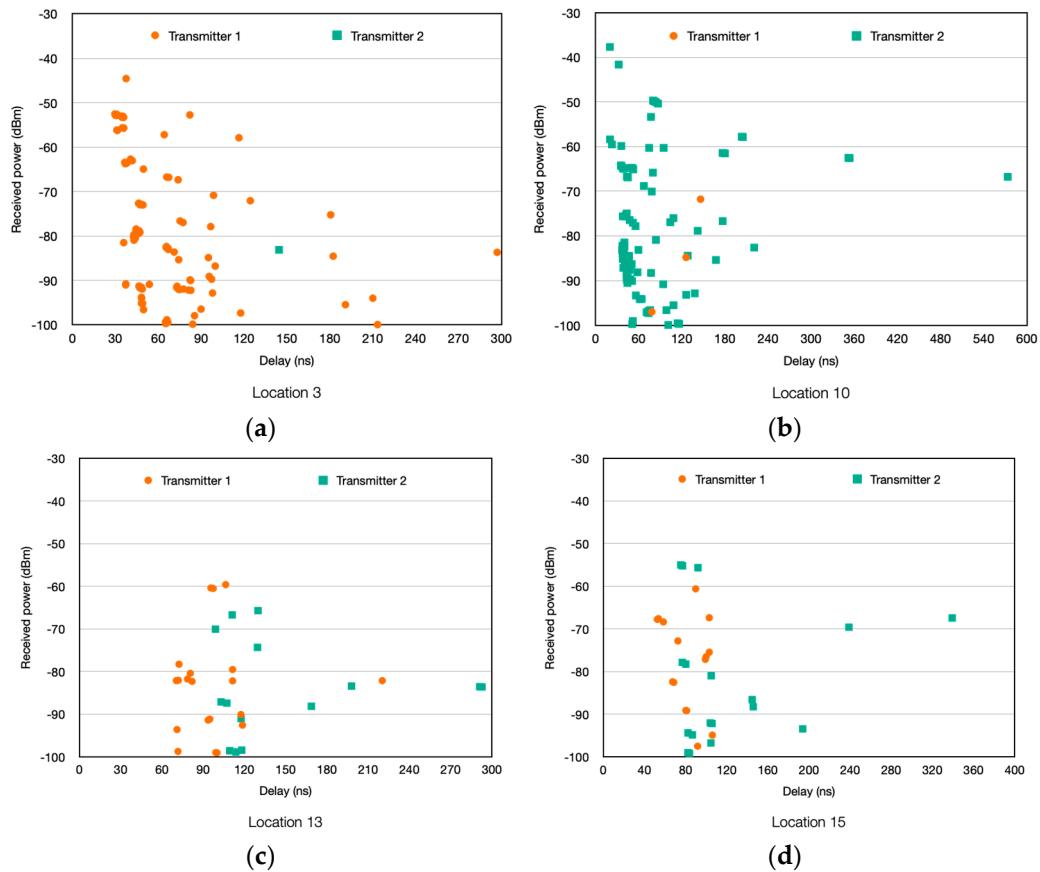 -30
Transmitter 1 Transmitter 2
-40
-50
-60
-70
-80
-90
-100
Received power (dBm)
0 30 60 90 120 150 180 210 240 270 300
Delay (ns)
Location 3
(a)
-30
Transmitter 1 Transmitter 2
-40
-50
-60
-70
-80
-90
-100
Received power (dBm)
0 60 120 180 240 300 360 420 480 540 600
Delay (ns)
Location 10
(b)
-30
Transmitter 1 Transmitter 2
-40
-50
-60
-70
-80
-90
-100
Received power (dBm)
0 30 60 90 120 150 180 210 240 270 300
Delay (ns)
Location 13
(c)
-30
Transmitter 1 Transmitter 2
-40
-50
-60
-70
-80
-90
-100
Received power (dBm)
0 40 80 120 160 200 240 280 320 360 400
Delay (ns)
Location 15
(d)